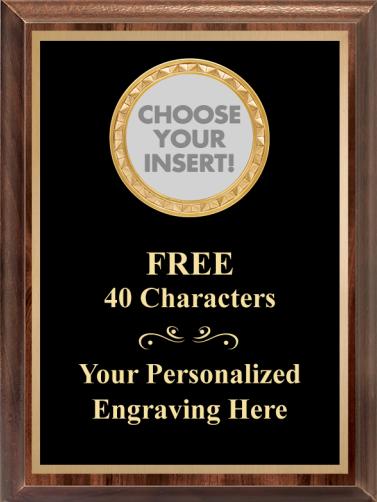 CHOOSE
YOUR
INSERT!
FREE
40 Characters
Your Personalized
Engraving Here